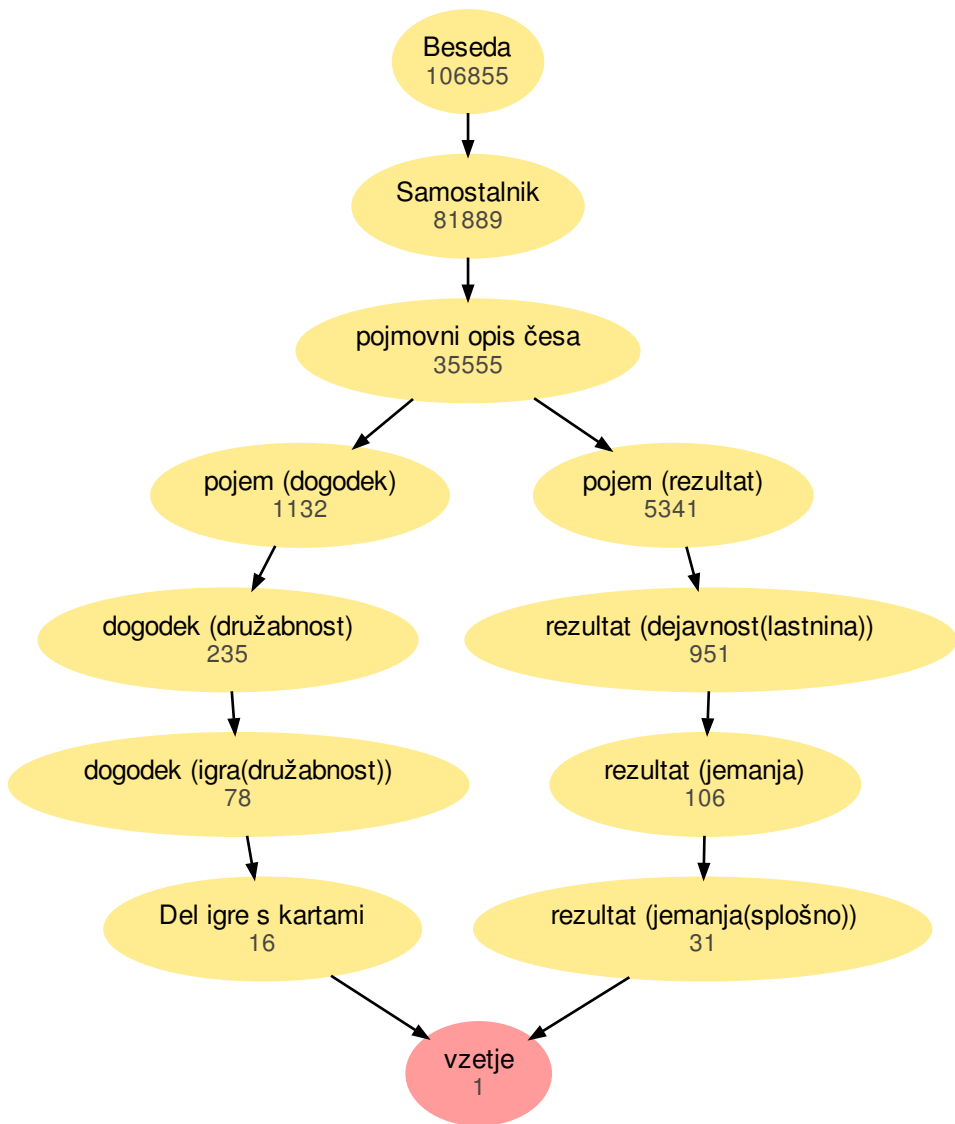 Beseda
106855
Samostalnik
81889
pojmovni opis česa
35555
pojem (dogodek)
1132
pojem (rezultat)
5341
dogodek (družabnost)
235
rezultat (dejavnost(lastnina))
951
dogodek (igra(družabnost))
78
rezultat (jemanja)
106
Del igre s kartami
16
rezultat (jemanja(splošno))
31
vzetje
1